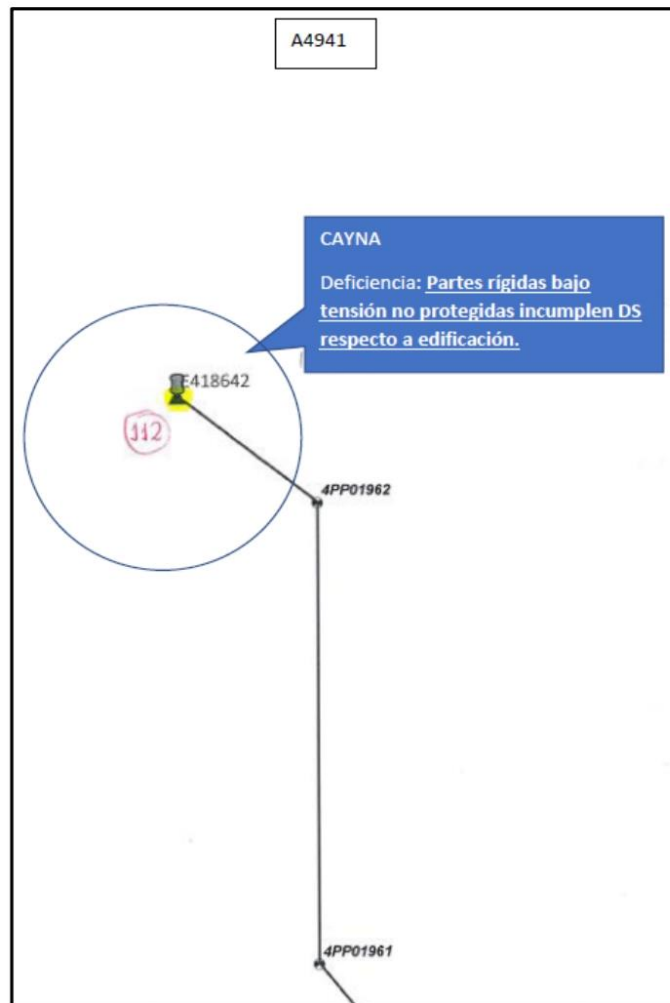 A4941
CAYNA
Deficiencia: Partes rígidas bajo
tensión no protegidas incumplen DS
respecto a edificación.
E418642
112
4PP01962
4PP01961